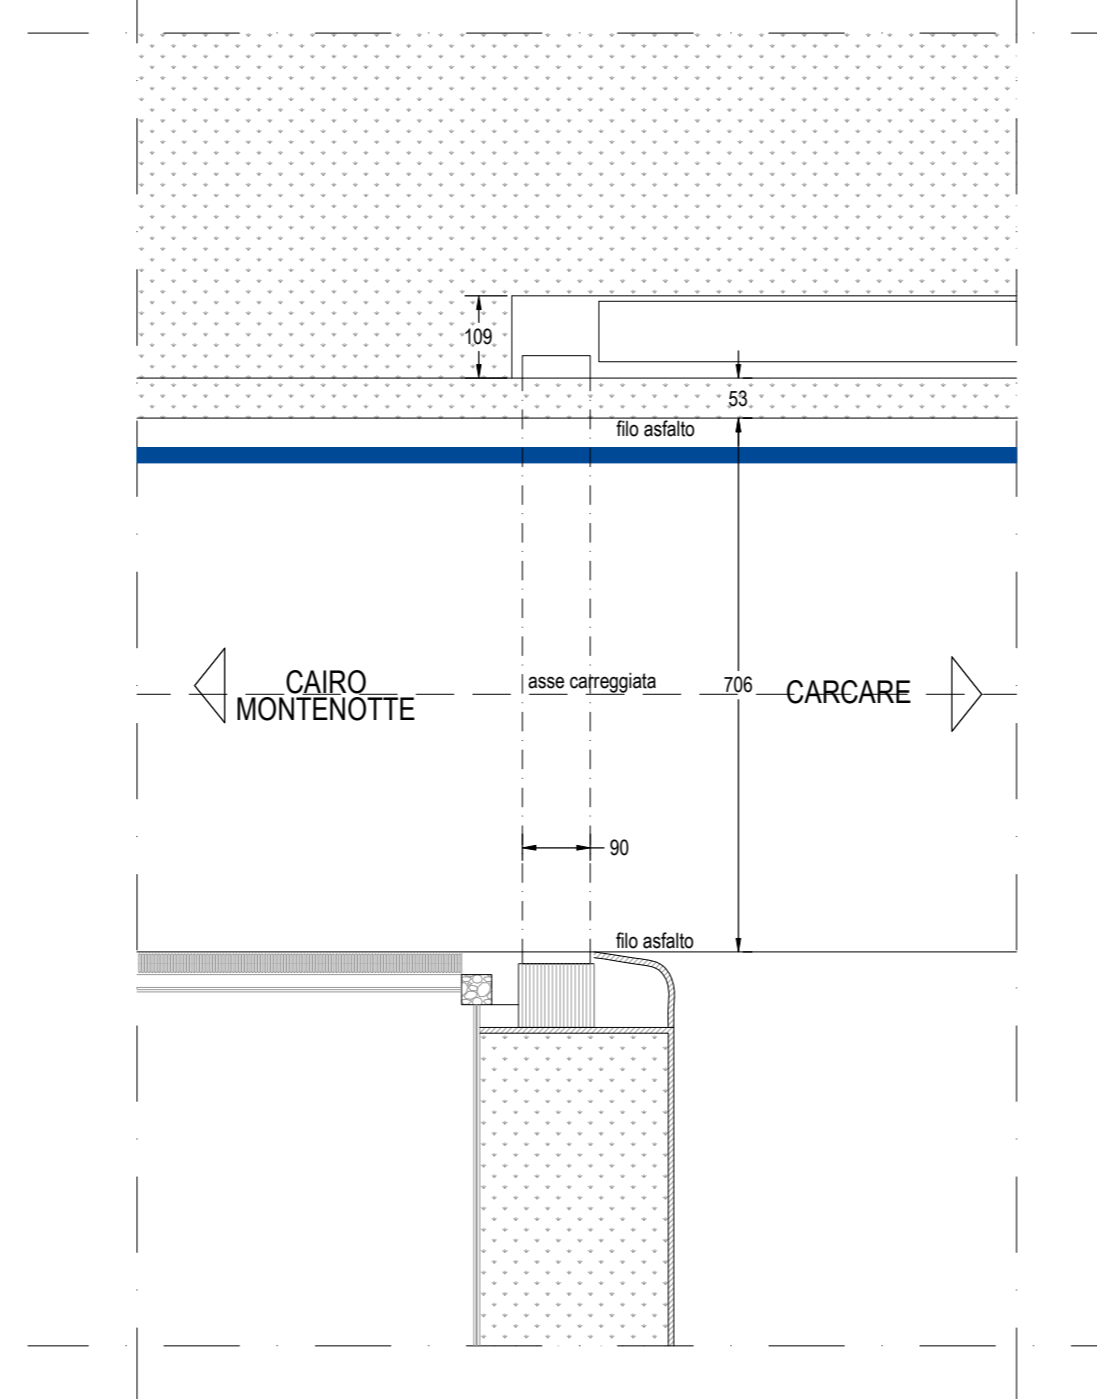 109
53
filo asfalto
CAIRO
MONTENOTTE
asse carreggiata
706
CARCARE
90
filo asfalto